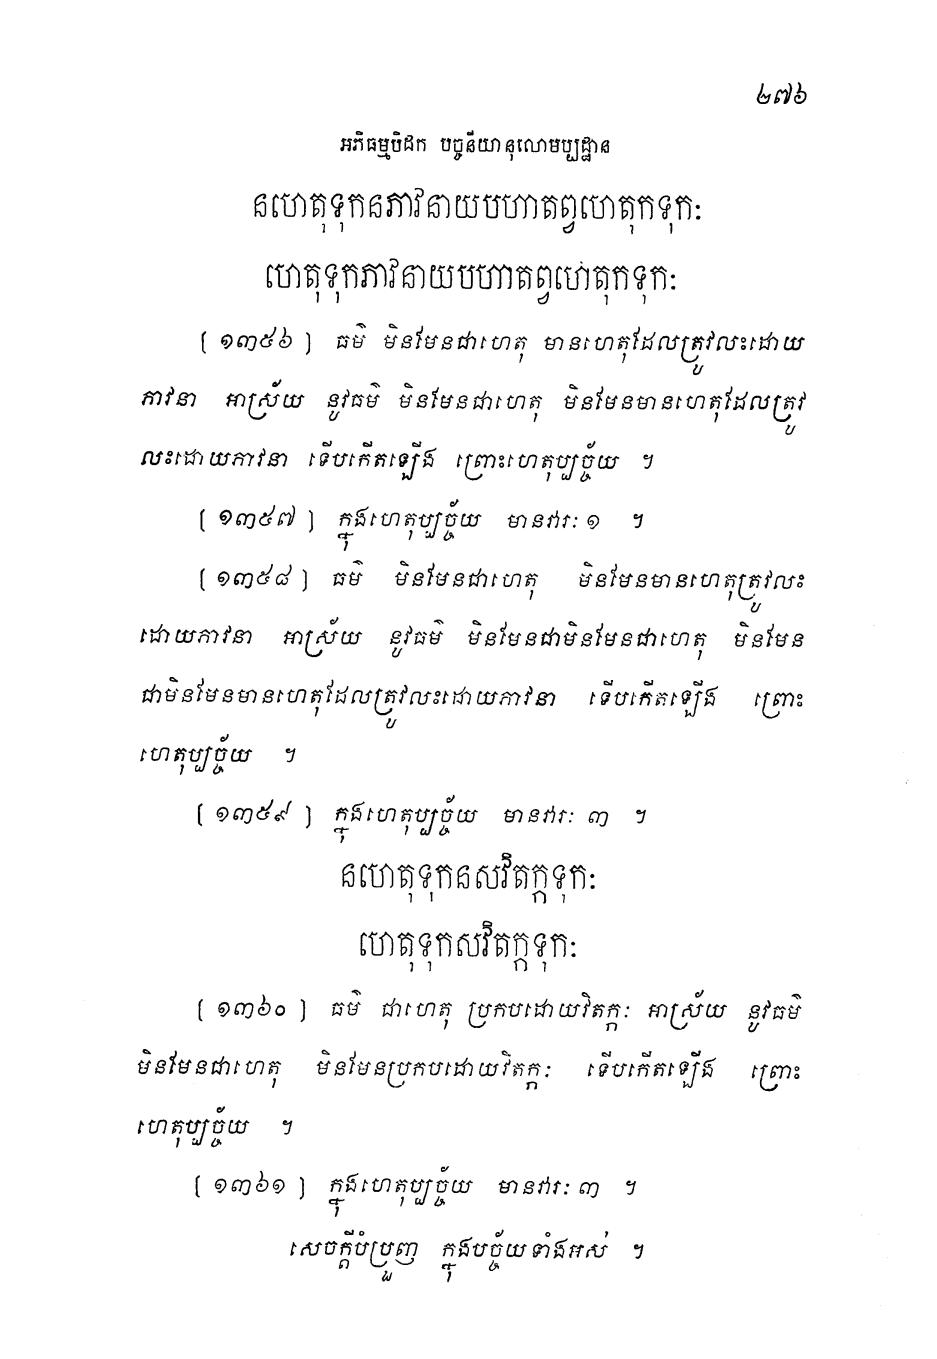 ២៧៦
អភិធម្មបិដក បច្ចនីយានុលោមប្បដ្ឋាន
នហេតុទុកនភាវនាយបហាតព្វហេតុកទុកៈ
ហេតុទុកភាវនាយបហាតព្វហេតុកទុកៈ
[ ១៣៥៦ ] ធម៌ មិនមែនជាហេតុ មានហេតុដែលត្រូវលះដោយ
ភាវនា អាស្រ័យ នូវធម៌ មិនមែនជាហេតុ មិនមែនមានហេតុដែលត្រូវ
លះដោយភាវនា ទើបកើតឡើង ព្រោះហេតុប្បច្ច័យ ។
[ ១៣៥៧ ] ក្នុងហេតុប្បច្ច័យ មានវារៈ ១ ។
[ ១៣៥៨ ] ធម៌ មិនមែនជាហេតុ មិនមែនមានហេតុត្រូវលះ
ដោយភាវនា អាស្រ័យ នូវធម៌ មិនមែនជាមិនមែនជាហេតុ មិនមែន
ជាមិនមែនមានហេតុដែលត្រូវលះដោយភាវនា ទើបកើតឡើង ព្រោះ
ហេតុប្បច្ច័យ ។
[ ១៣៥៩ ] ក្នុងហេតុប្បច្ច័យ មានវារៈ ៣ ។
នហេតុទុកនសវិតក្កទុកៈ
ហេតុទុកសវិតក្កទុកៈ
[ ១៣៦០ ] ធម៌ ជាហេតុ ប្រកបដោយវិតក្កៈ អាស្រ័យ នូវធម៌
មិនមែនជាហេតុ មិនមែនប្រកបដោយវិតក្កៈ ទើបកើតឡើង ព្រោះ
ហេតុប្បច្ច័យ ។
[ ១៣៦១ ] ក្នុងហេតុប្បច្ច័យ មានវារៈ ៣ ។
សេចក្តីបំប្រួញ ក្នុងបច្ច័យទាំងអស់ ។